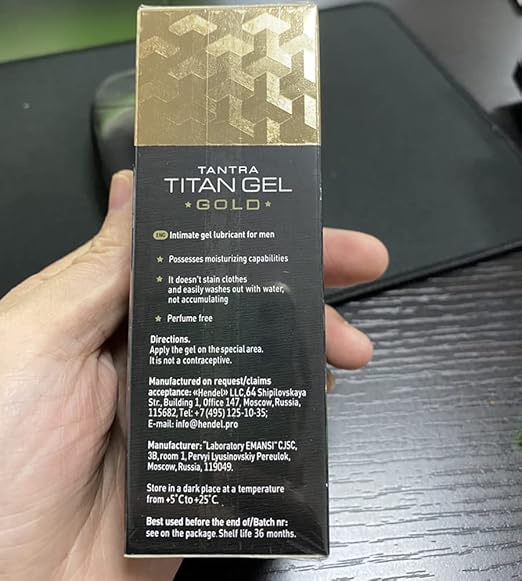 TANTRA
TITAN GEL
★ GOLD ★
ENG Intimate gel lubricant for men
★ Possesses moisturizing capabilities
★ It doesn't stain clothes
and easily washes out with water,
not accumulating
★ Perfume free
Directions.
Apply the gel on the special area.
It is not a contraceptive.
Manufactured on request/claims
acceptance: «Hendel» LLC, 64 Shipilovskaya
Str., Building 1, Office 147, Moscow, Russia,
115682, Tel: +7 (495) 125-10-35;
E-mail: info@hendel.pro
Manufacturer: "Laboratory EMANSI" CJSC,
3B, room 1, Pervyi Lyusinovskiy Pereulok,
Moscow, Russia, 119049.
Store in a dark place at a temperature
from +5°C to +25°C.
Best used before the end of/Batch nr:
see on the package. Shelf life 36 months.